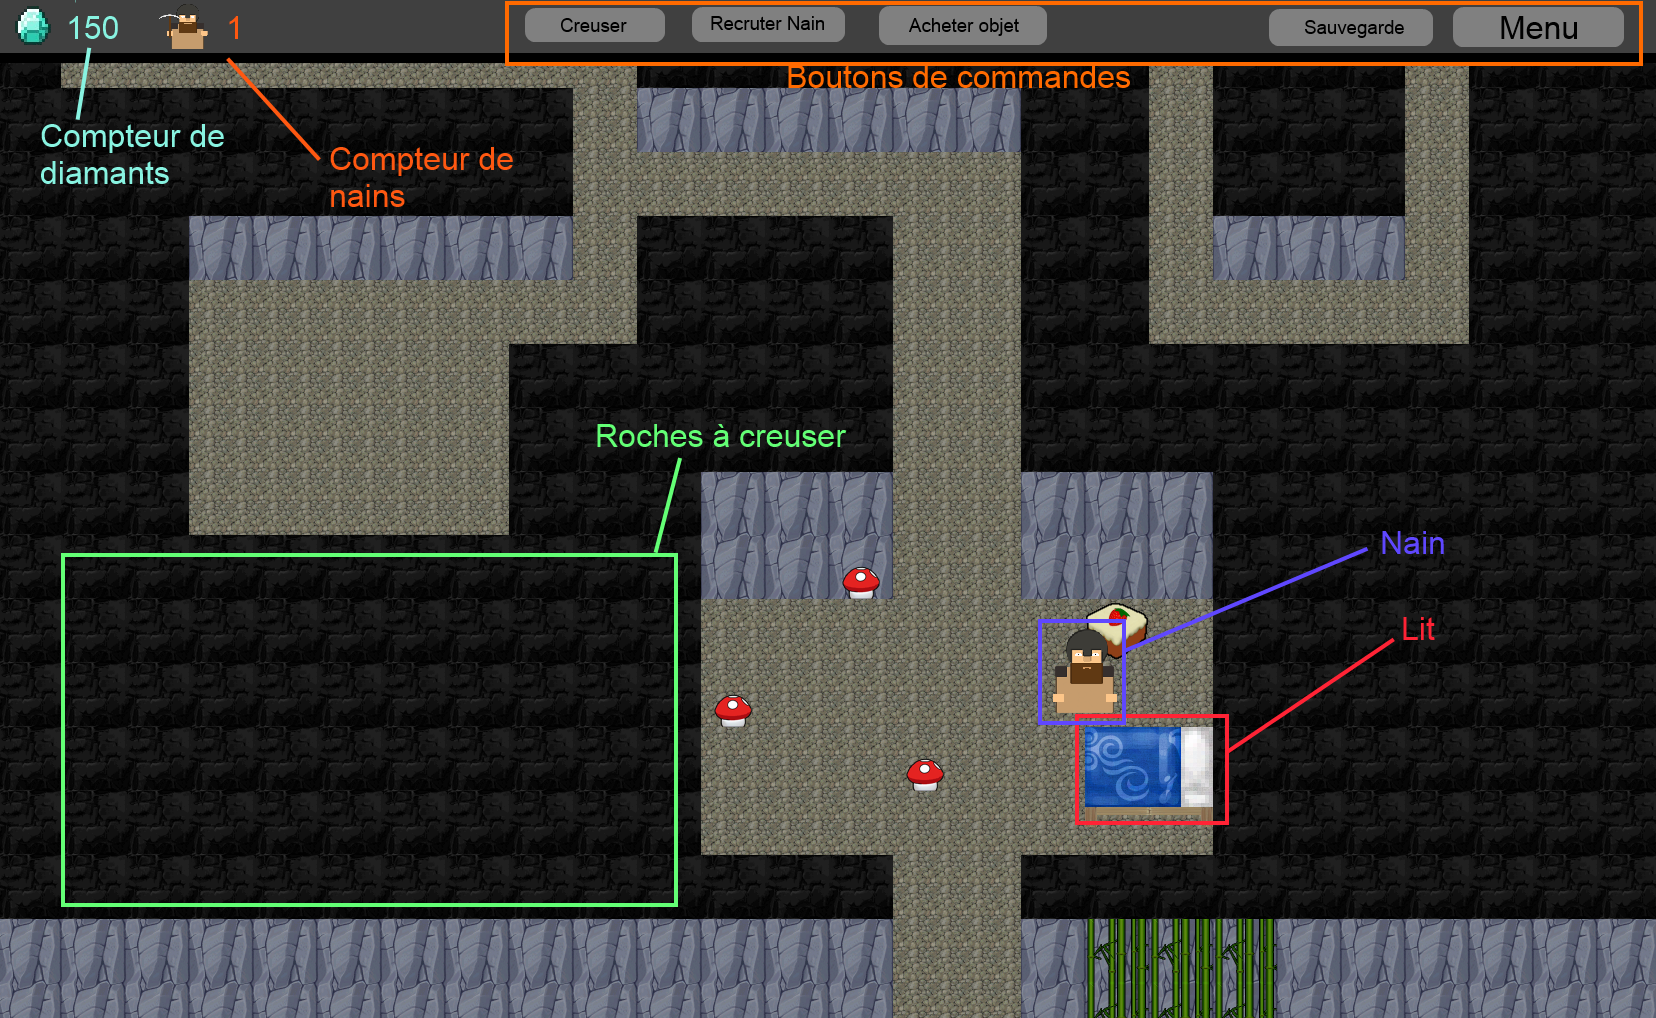 150
1
Creuser
Recruter Nain
Acheter objet
Sauvegarde
Menu
Boutons de commandes
Compteur de
diamants
Compteur de
nains
Roches à creuser
Nain
Lit